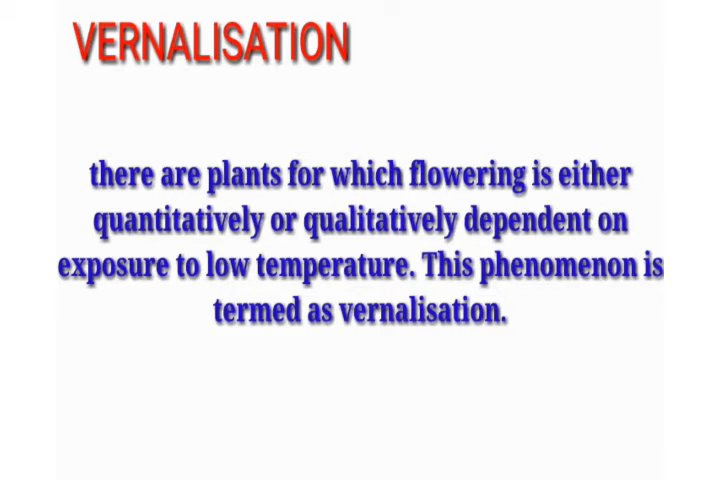 VERNALISATION
there are plants for which flowering is either
quantitatively or qualitatively dependent on
exposure to low temperature. This phenomenon is
termed as vernalisation.